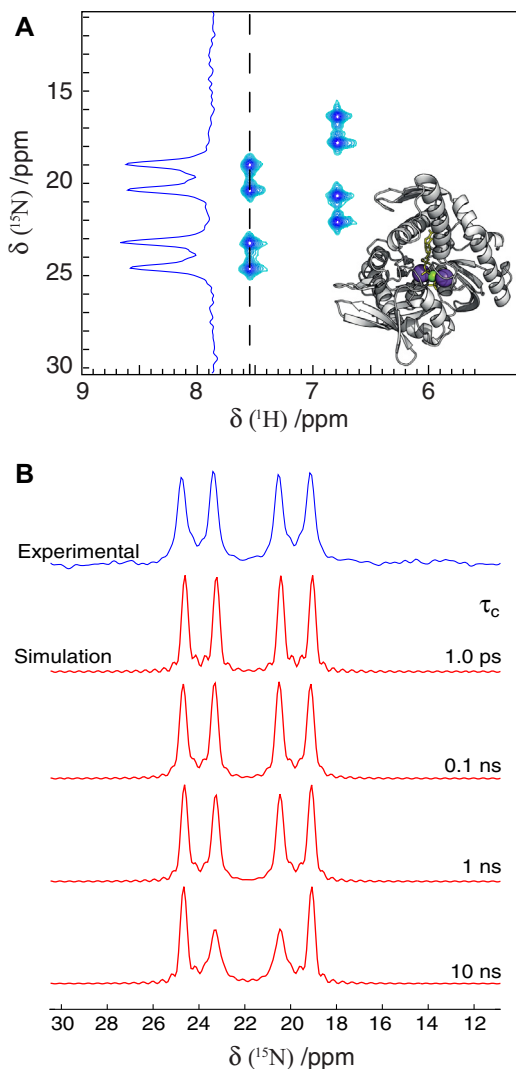 A
15
20
25
30
δ (¹⁵N) /ppm
9 8 7 6
δ (¹H) /ppm
B
Experimental
τc
Simulation
1.0 ps
0.1 ns
1 ns
10 ns
30 28 26 24 22 20 18 16 14 12
δ (¹⁵N) /ppm